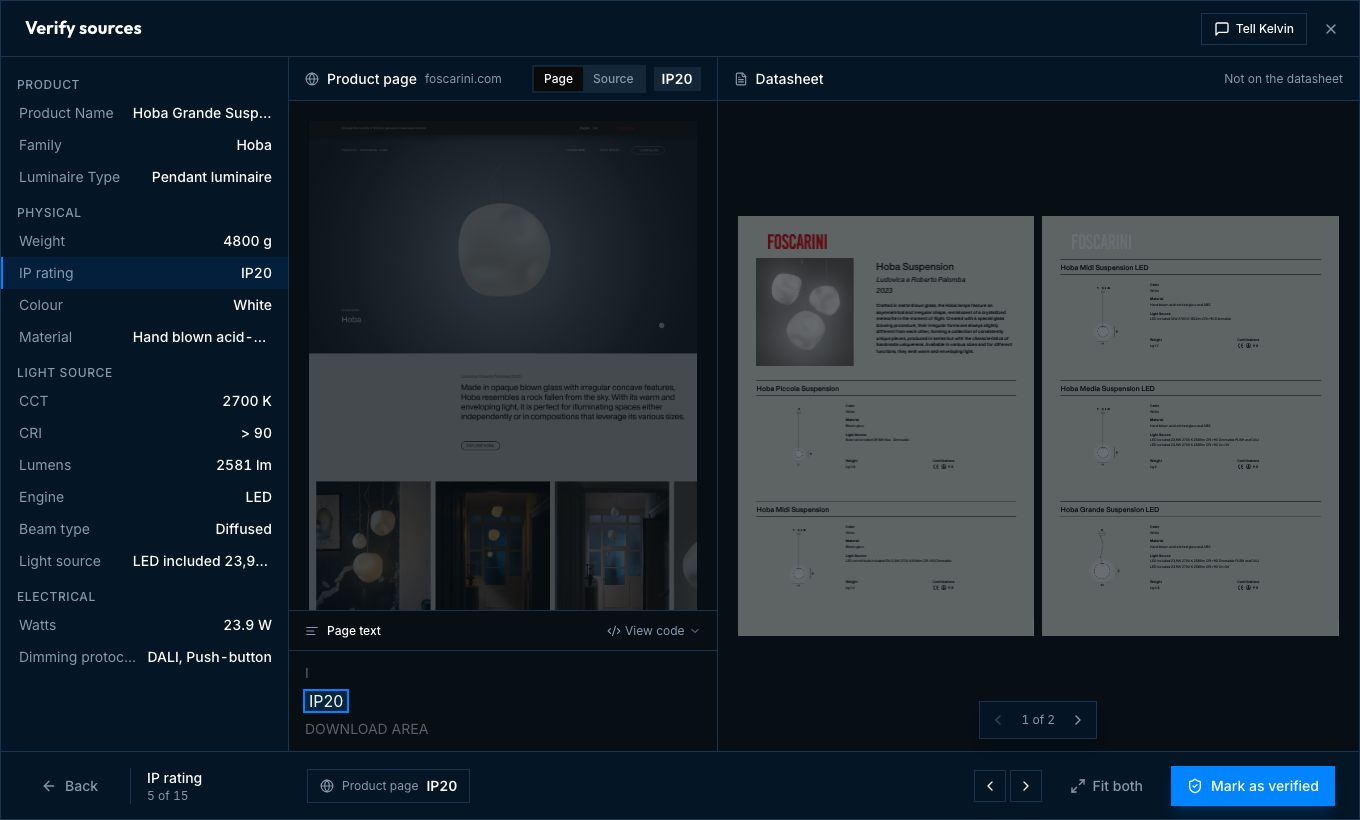 Verify sources
Tell Kelvin
PRODUCT
Product Name Hoba Grande Susp...
Family Hoba
Luminaire Type Pendant luminaire
PHYSICAL
Weight 4800 g
IP rating IP20
Colour White
Material Hand blown acid-...
LIGHT SOURCE
CCT 2700 K
CRI > 90
Lumens 2581 lm
Engine LED
Beam type Diffused
Light source LED included 23,9...
ELECTRICAL
Watts 23.9 W
Dimming protoc... DALI, Push-button
Product page foscarini.com Page Source IP20
Hoba
Made in opaque blown glass with irregular concave features,
Hoba resembles a rock fallen from the sky. With its warm and
enveloping light, it is perfect for illuminating spaces either
independently or in compositions that leverage its various sizes.
Page text </> View code
|
IP20
DOWNLOAD AREA
Datasheet Not on the datasheet
FOSCARINI
Hoba Suspension
Ludovica e Roberto Palomba
2023
Hoba Piccola Suspension
Hoba Midi Suspension
FOSCARINI
Hoba Midi Suspension LED
Hoba Media Suspension LED
Hoba Grande Suspension LED
1 of 2
Back
IP rating
5 of 15
Product page IP20
Fit both
Mark as verified